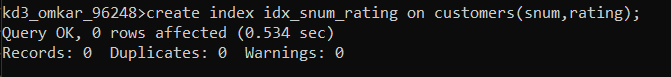 kd3_omkar_96248>create index idx_snum_rating on customers(snum,rating);
Query OK, 0 rows affected (0.534 sec)
Records: 0  Duplicates: 0  Warnings: 0